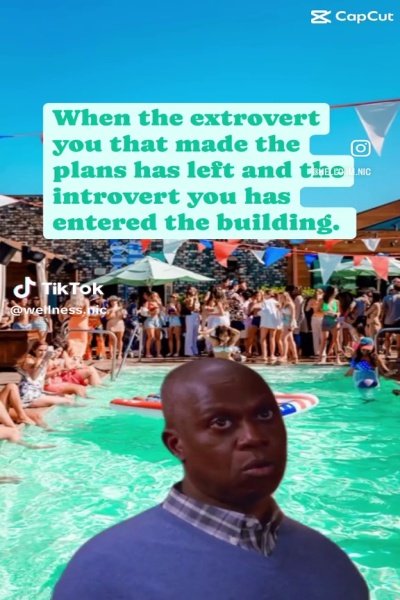 CapCut
When the extrovert
you that made the
plans has left and the
introvert you has
entered the building.
TikTok
@wellness.nic